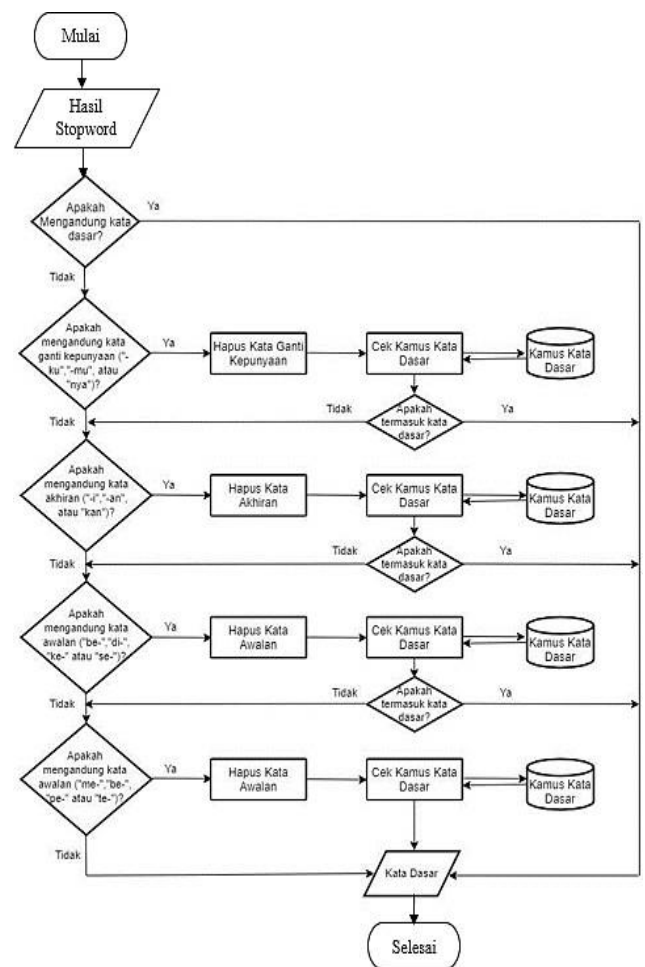 Mulai
Hasil
Stopword
Apakah
Mengandung kata
dasar?
Ya
Tidak
Apakah
mengandung kata
ganti kepunyaan ("-
ku","-mu", atau
"nya")?
Ya
Hapus Kata Ganti
Kepunyaan
Cek Kamus Kata
Dasar
Kamus Kata
Dasar
Tidak
Tidak
Apakah
termasuk kata
dasar?
Ya
Apakah
mengandung kata
akhiran ("-i","-an",
atau "kan")?
Ya
Hapus Kata
Akhiran
Cek Kamus Kata
Dasar
Kamus Kata
Dasar
Tidak
Tidak
Apakah
termasuk kata
dasar?
Ya
Apakah
mengandung kata
awalan ("be-","di-",
"ke-" atau "se-")?
Ya
Hapus Kata
Awalan
Cek Kamus Kata
Dasar
Kamus Kata
Dasar
Tidak
Tidak
Apakah
termasuk kata
dasar?
Ya
Apakah
mengandung kata
awalan ("me-","be-",
"pe-" atau "te-")?
Ya
Hapus Kata
Awalan
Cek Kamus Kata
Dasar
Kamus Kata
Dasar
Tidak
Kata Dasar
Selesai